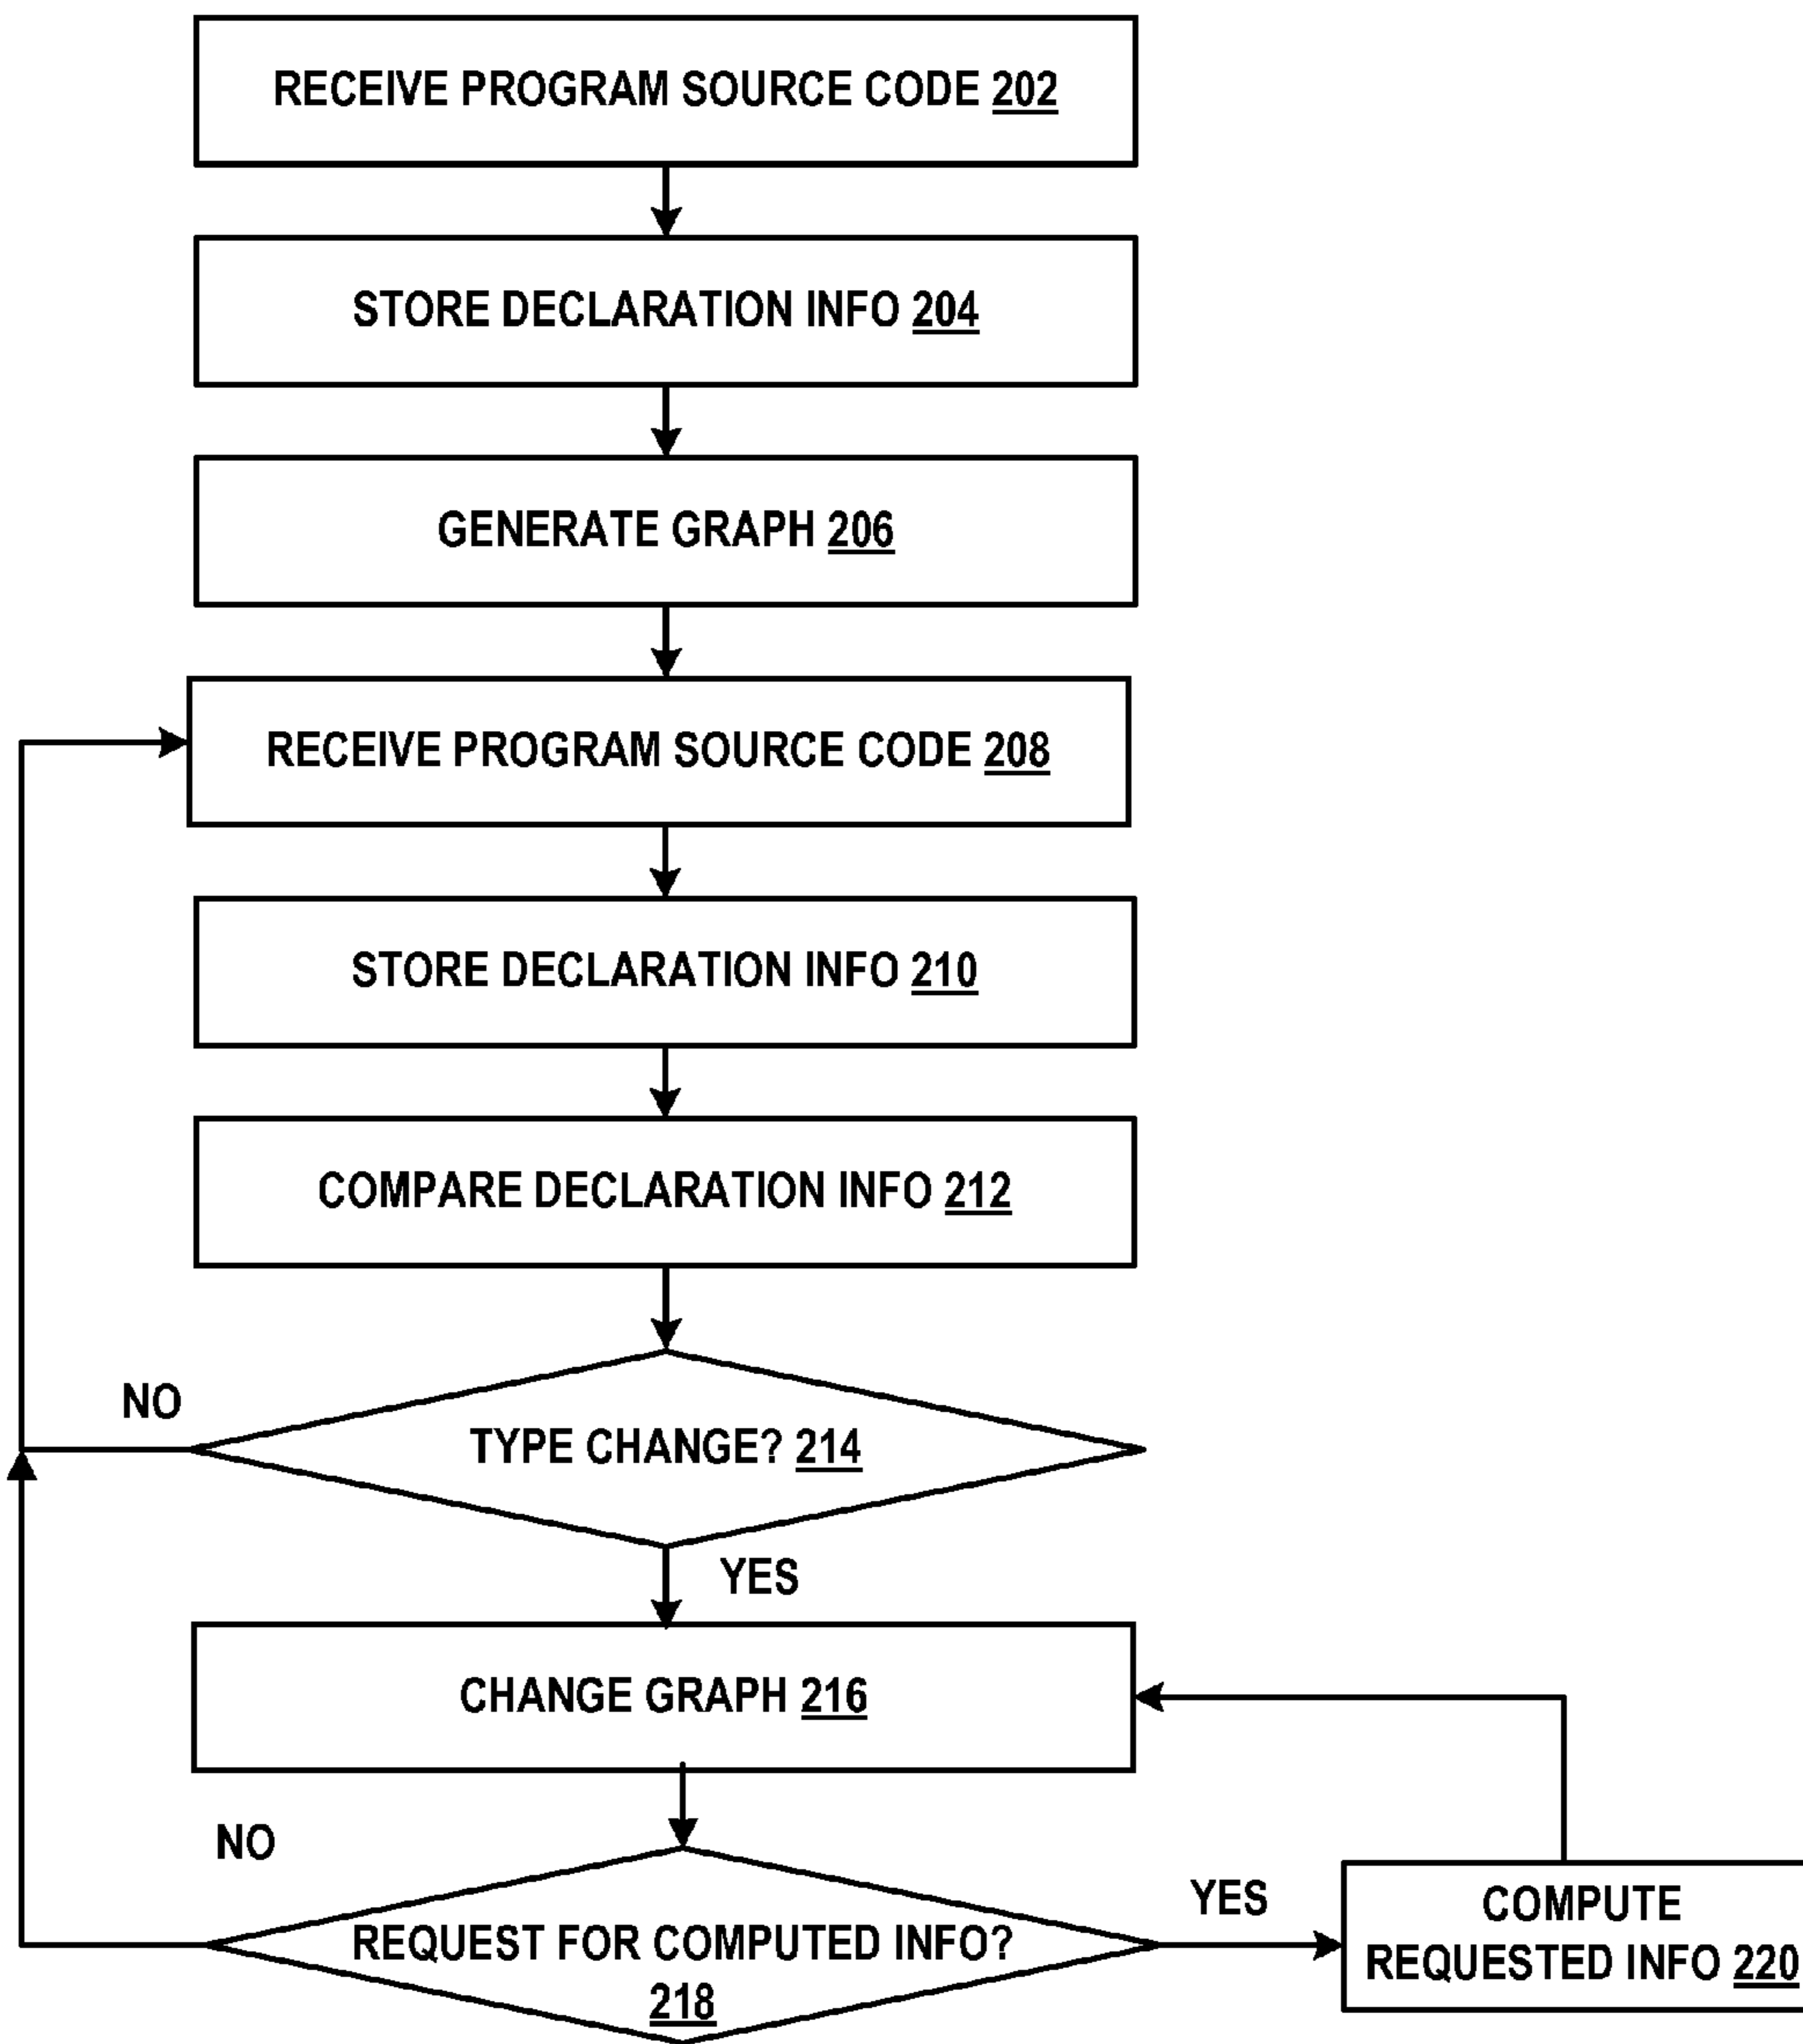 RECEIVE PROGRAM SOURCE CODE 202
STORE DECLARATION INFO 204
GENERATE GRAPH 206
RECEIVE PROGRAM SOURCE CODE 208
STORE DECLARATION INFO 210
COMPARE DECLARATION INFO 212
NO
TYPE CHANGE? 214
YES
CHANGE GRAPH 216
NO
REQUEST FOR COMPUTED INFO?
218
YES
COMPUTE
REQUESTED INFO 220